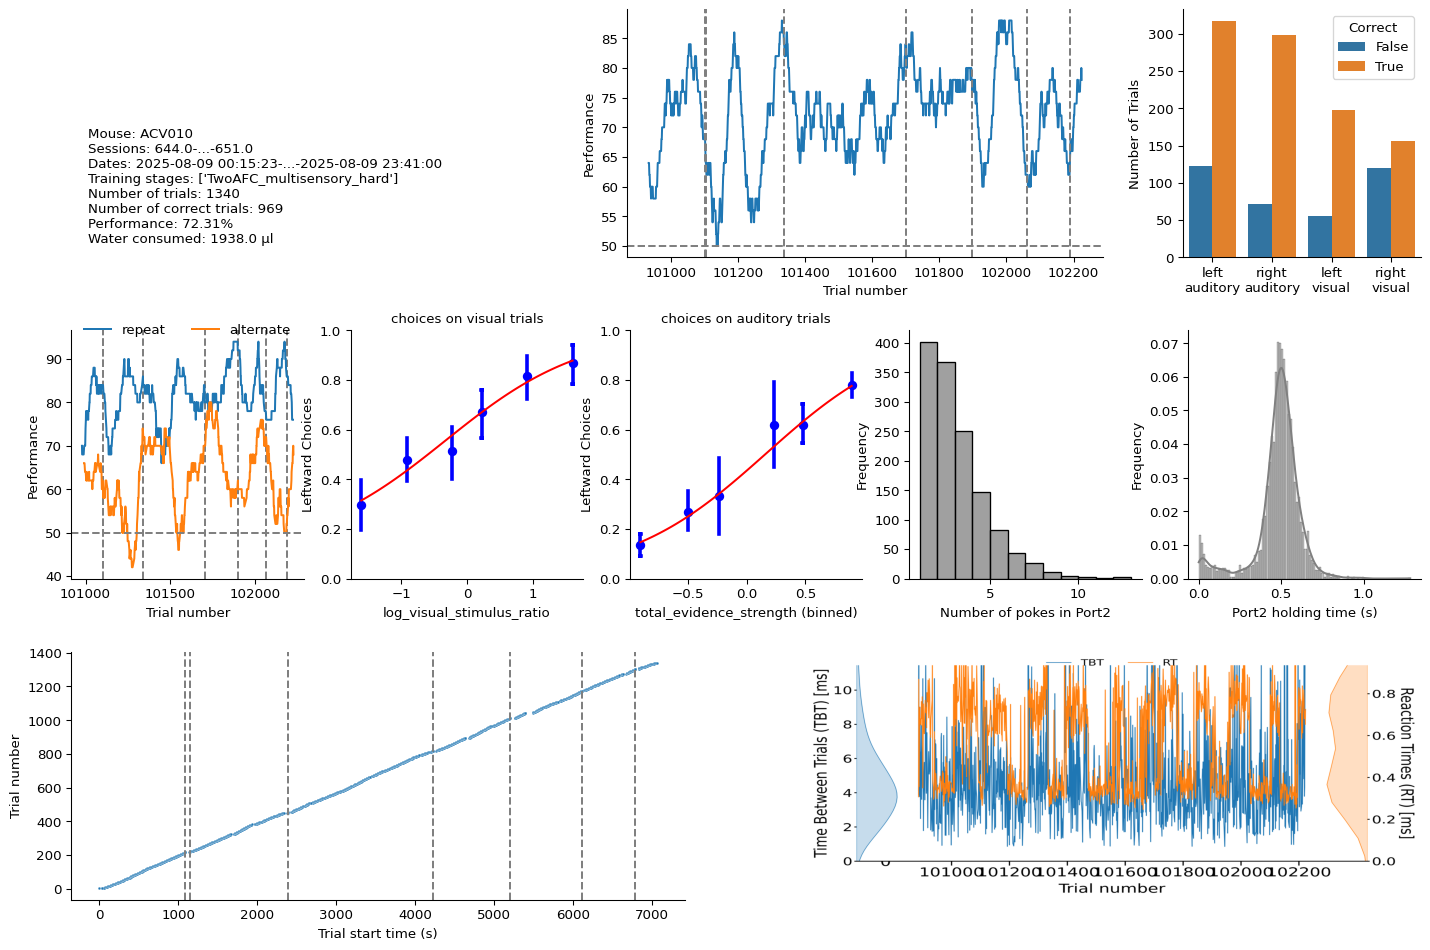 Mouse: ACV010
Sessions: 644.0-...-651.0
Dates: 2025-08-09 00:15:23-...-2025-08-09 23:41:00
Training stages: ['TwoAFC_multisensory_hard']
Number of trials: 1340
Number of correct trials: 969
Performance: 72.31%
Water consumed: 1938.0 µl
Performance
85
80
75
70
65
60
55
50
101000 101200 101400 101600 101800 102000 102200
Trial number
Number of Trials
300
250
200
150
100
50
0
Correct
False
True
left auditory
right auditory
left visual
right visual
repeat alternate
Performance
90
80
70
60
50
40
101000 101500 102000
Trial number
choices on visual trials
Leftward Choices
1.0
0.8
0.6
0.4
0.2
0.0
−1 0 1
log_visual_stimulus_ratio
choices on auditory trials
Leftward Choices
1.0
0.8
0.6
0.4
0.2
0.0
−0.5 0.0 0.5
total_evidence_strength (binned)
Frequency
400
350
300
250
200
150
100
50
0
5 10
Number of pokes in Port2
Frequency
0.07
0.06
0.05
0.04
0.03
0.02
0.01
0.00
0.0 0.5 1.0
Port2 holding time (s)
Trial number
1400
1200
1000
800
600
400
200
0
0 1000 2000 3000 4000 5000 6000 7000
Trial start time (s)
TBT RT
Time Between Trials (TBT) [ms]
10
8
6
4
2
0
0
101000 101200 101400 101600 101800 102000 102200
Trial number
0.8
0.6
0.4
0.2
0.0
Reaction Times (RT) [ms]